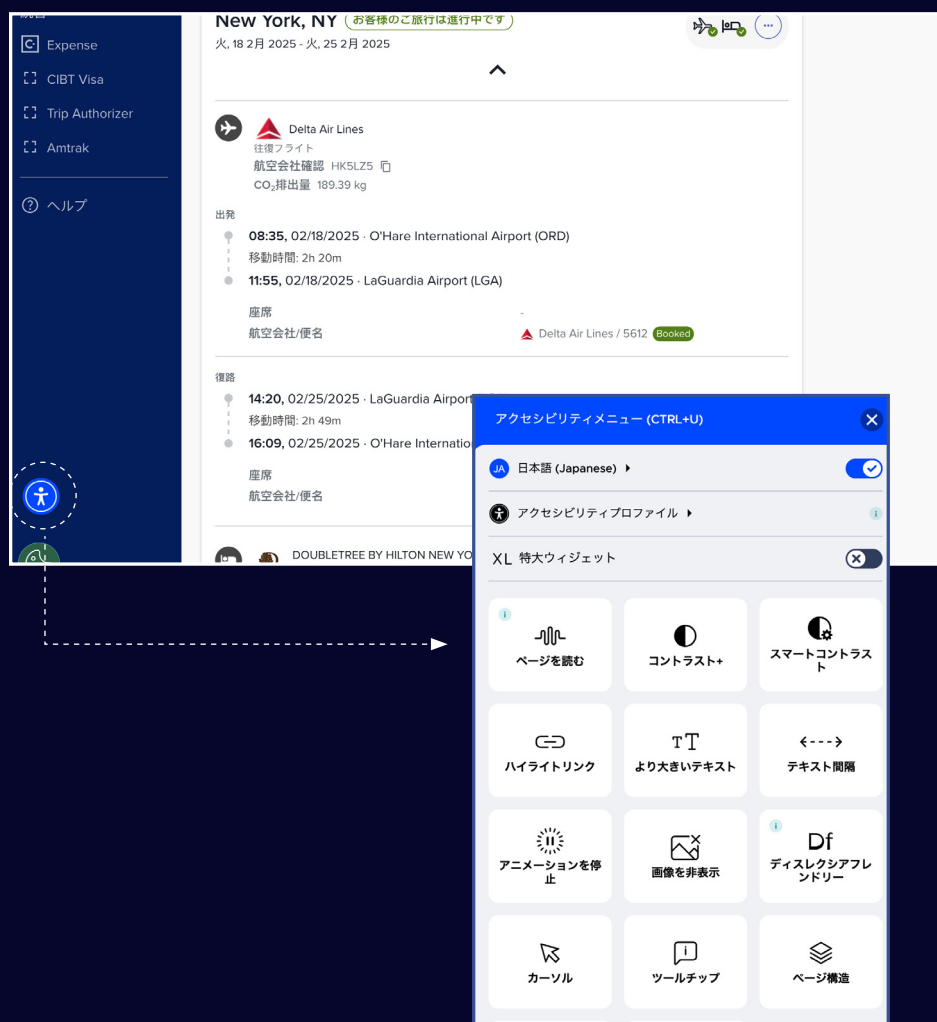 New York, NY お客様のご旅行は進行中です
火, 18 2月 2025 - 火, 25 2月 2025
Expense
CIBT Visa
Trip Authorizer
Amtrak
ヘルプ
Delta Air Lines
往復フライト
航空会社確認 HK5LZ5
CO₂排出量 189.39 kg
出発
08:35, 02/18/2025 · O'Hare International Airport (ORD)
移動時間: 2h 20m
11:55, 02/18/2025 · LaGuardia Airport (LGA)
座席 -
航空会社/便名 Delta Air Lines / 5612 Booked
復路
14:20, 02/25/2025 · LaGuardia Airport
移動時間: 2h 49m
16:09, 02/25/2025 · O'Hare Internatio
座席
航空会社/便名
DOUBLETREE BY HILTON NEW YO
アクセシビリティメニュー (CTRL+U)
JA 日本語 (Japanese)
アクセシビリティプロファイル
XL 特大ウィジェット
ページを読む
コントラスト+
スマートコントラス
ト
ハイライトリンク
TT
より大きいテキスト
テキスト間隔
アニメーションを停
止
画像を非表示
Df
ディスレクシアフレ
ンドリー
カーソル
ツールチップ
ページ構造